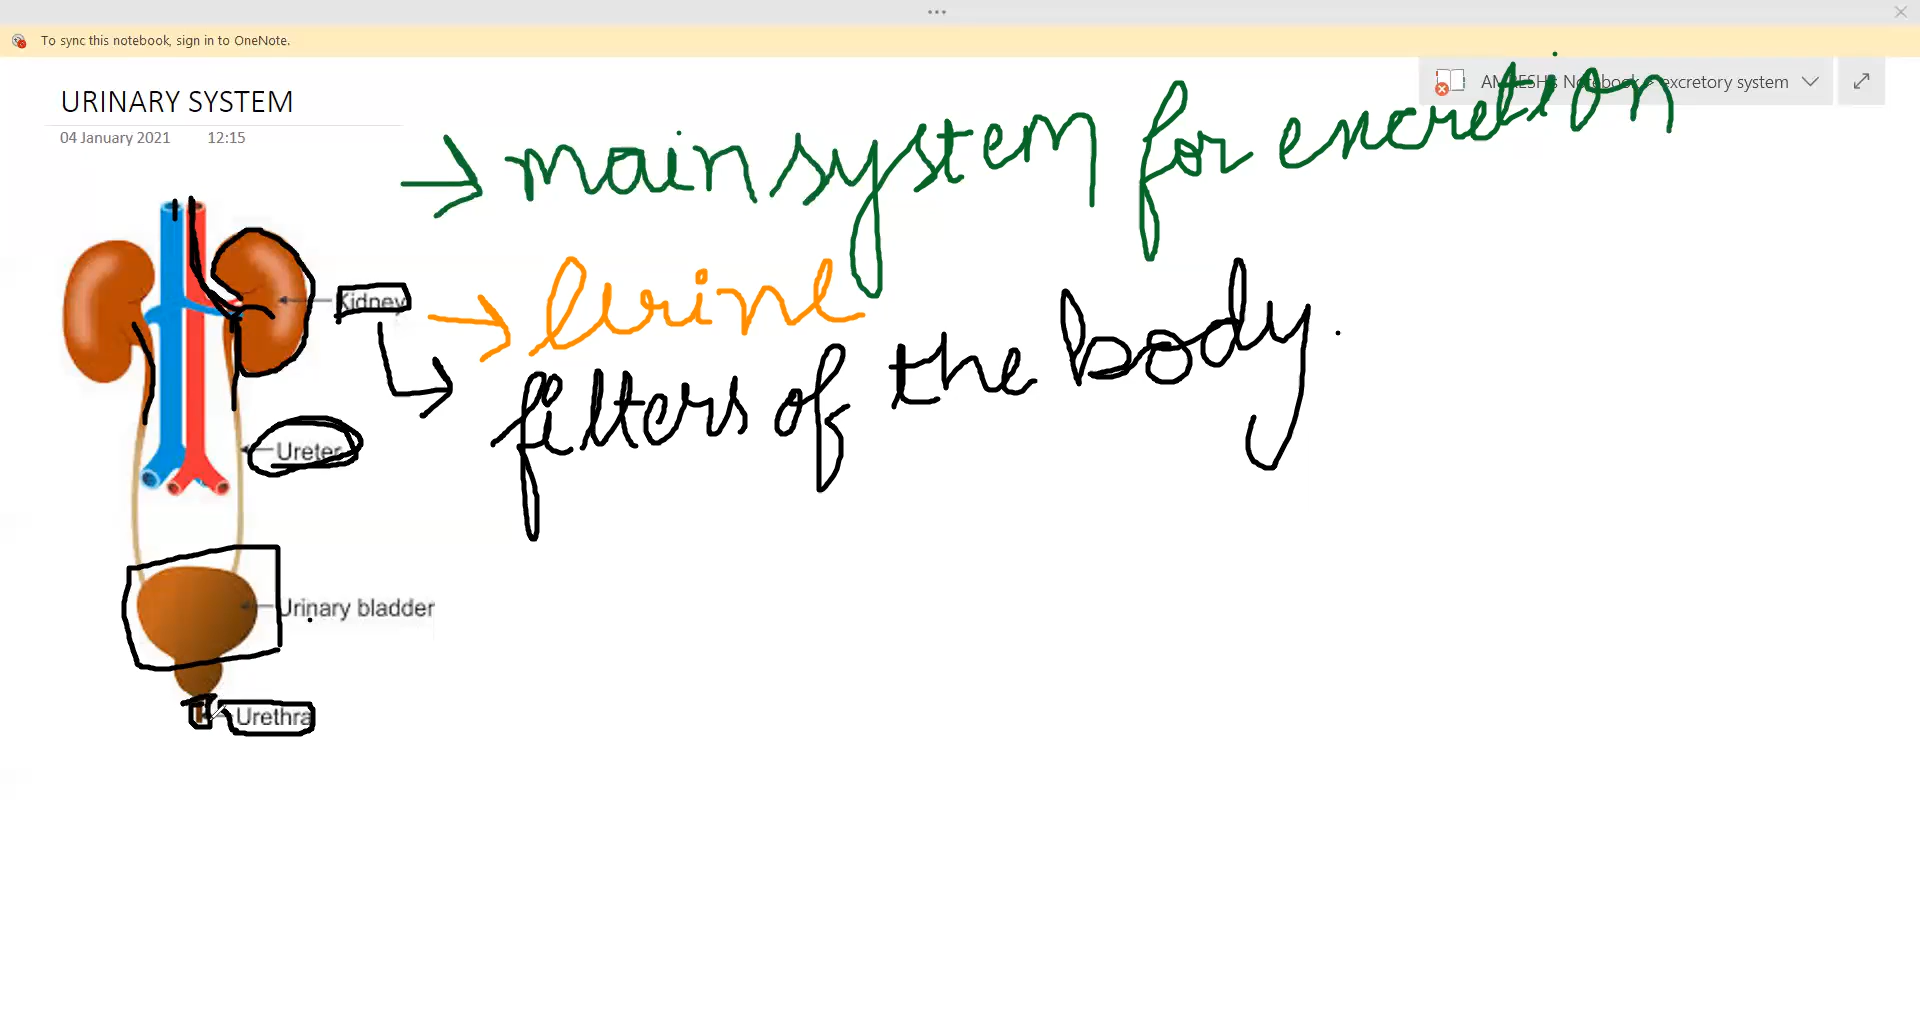 To sync this notebook, sign in to OneNote.
URINARY SYSTEM
04 January 2021 12:15
excretory system
→ main system for excretion
Kidney
→ Urine
filters of the body.
Ureter
Urinary bladder
Urethra